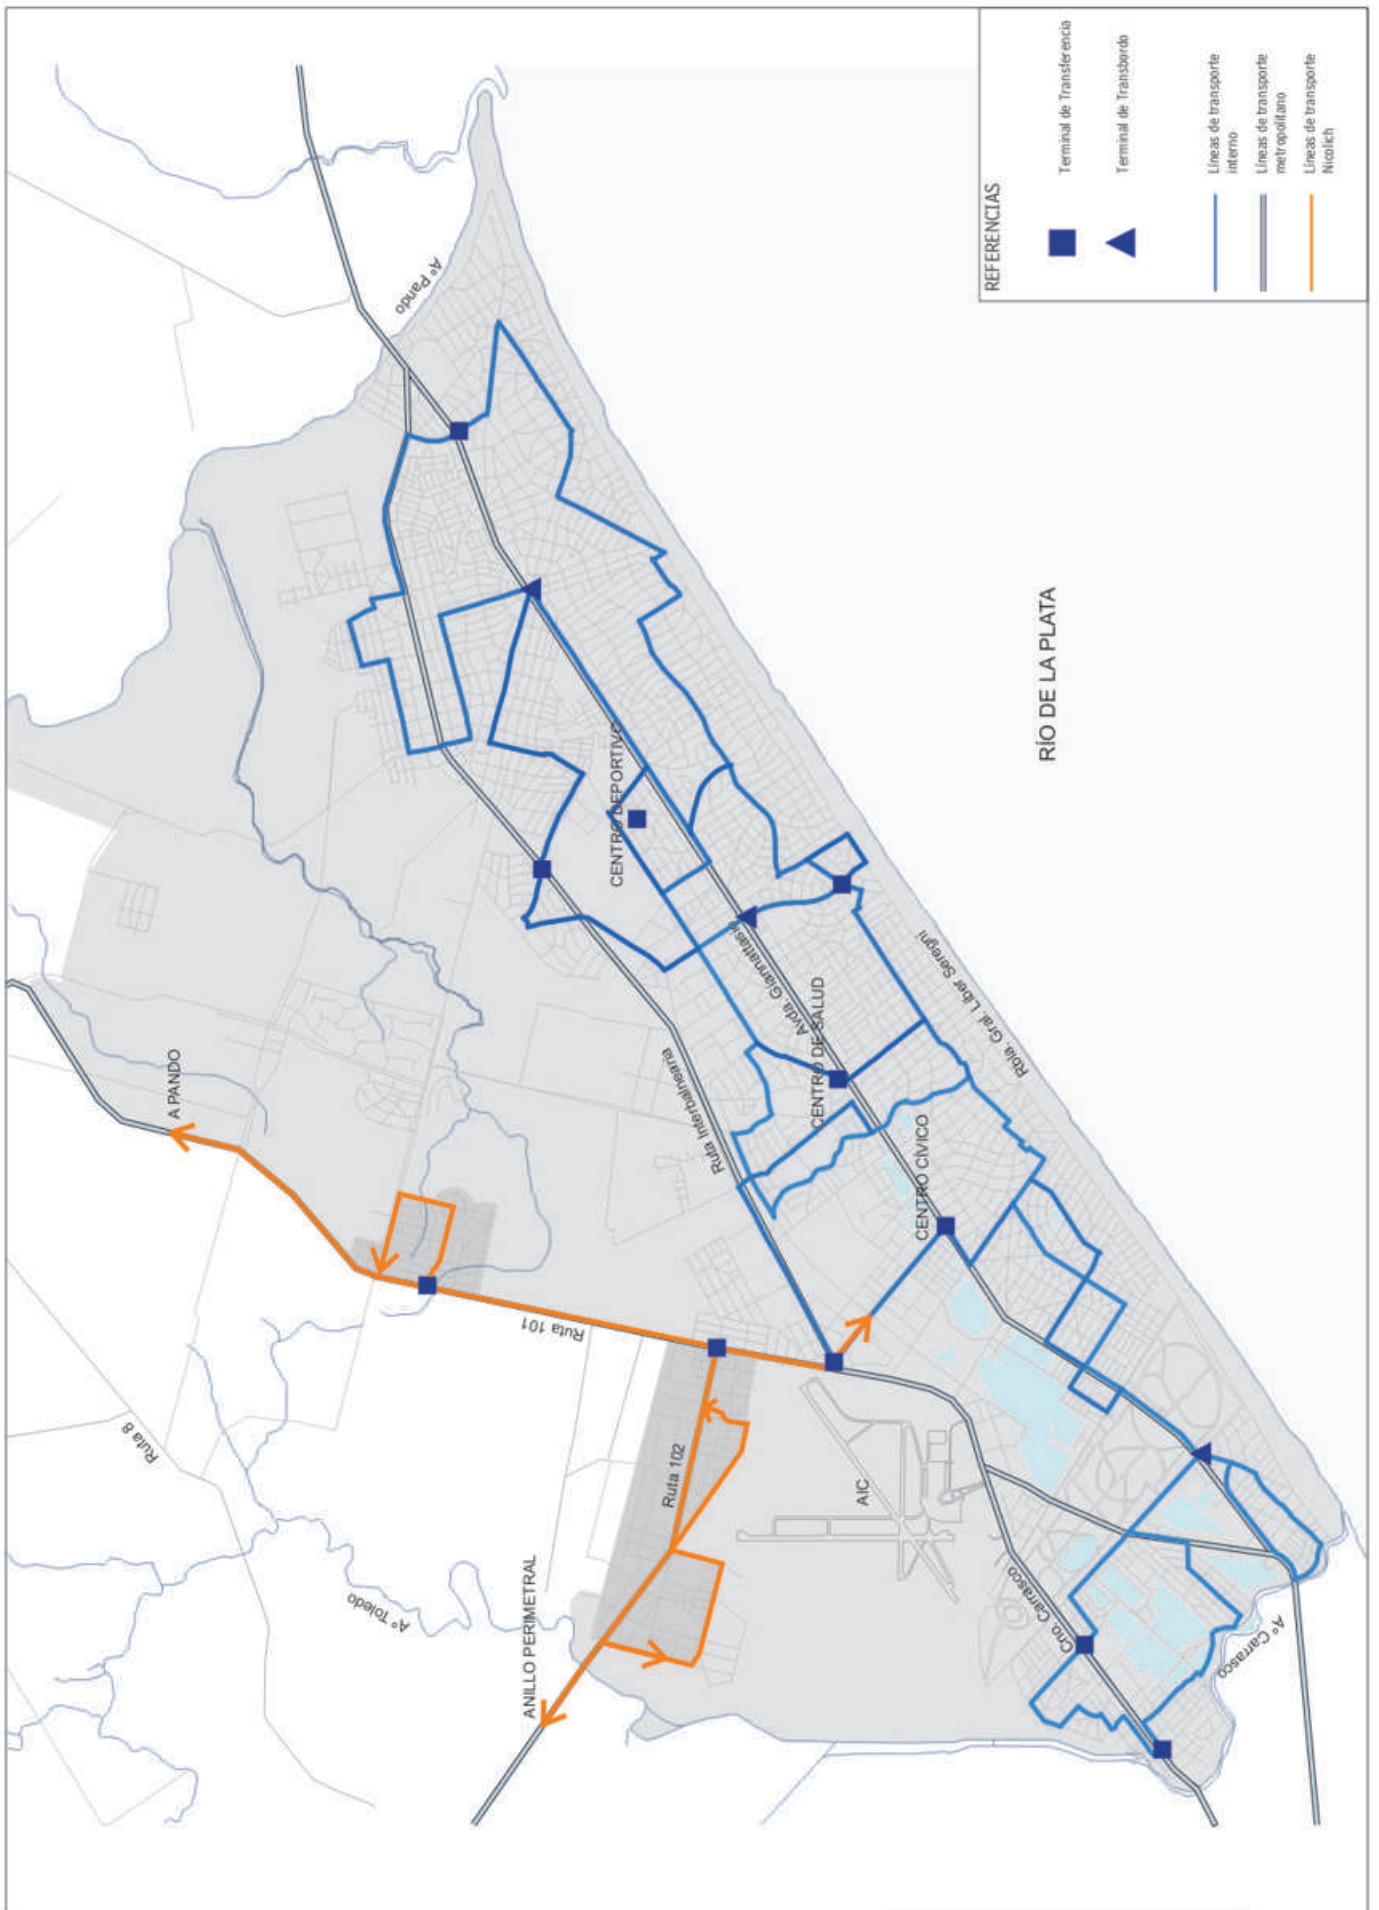 A PANDO
Aº Pando
Ruta 8
Ruta 101
Ruta Interbalnearia
CENTRO DEPORTIVO
Avda. Giannattasio
CENTRO DE SALUD
CENTRO CÍVICO
Rbla. Gral. Liber Seregni
RÍO DE LA PLATA
ANILLO PERIMETRAL
Aº Toledo
Ruta 102
AIC
Cno. Carrasco
Aº Carrasco
REFERENCIAS
Terminal de Transferencia
Terminal de Transbordo
Líneas de transporte
interno
Líneas de transporte
metropolitano
Líneas de transporte
Nicolich